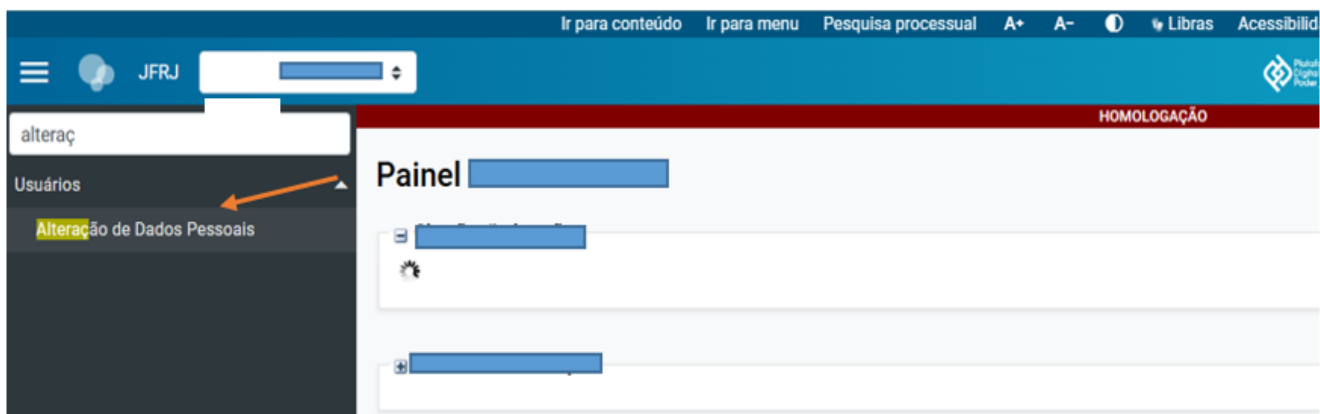 Ir para conteúdo Ir para menu Pesquisa processual A+ A- Libras
JFRJ
HOMOLOGAÇÃO
alteraç
Painel
Usuários
Alteração de Dados Pessoais